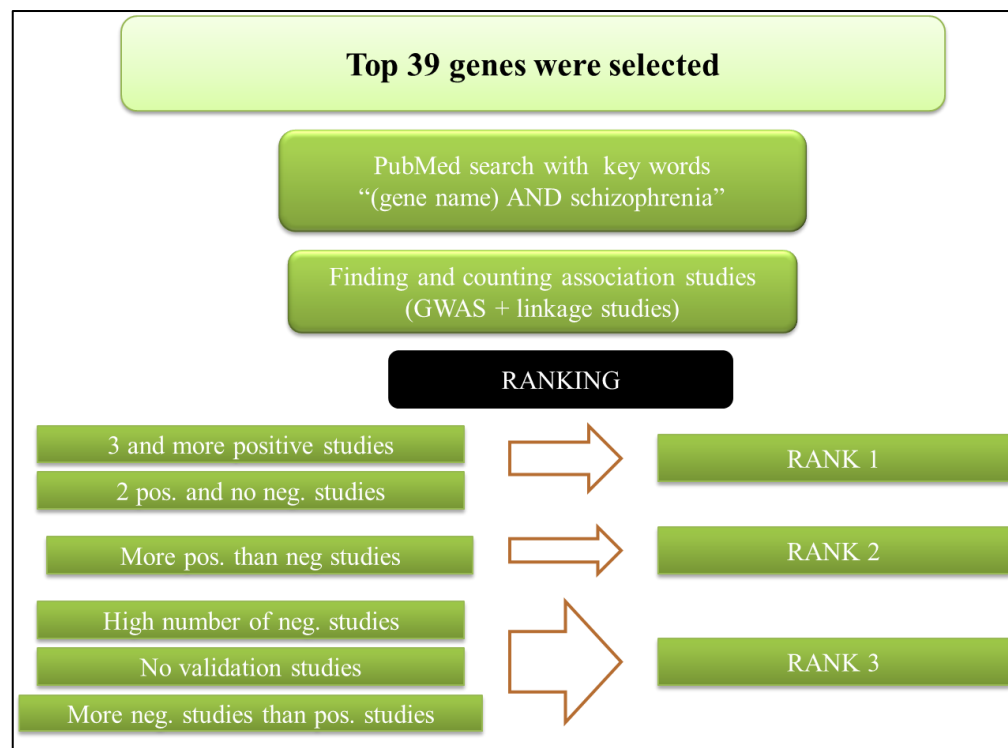 Top 39 genes were selected
PubMed search with key words
“(gene name) AND schizophrenia”
Finding and counting association studies
(GWAS + linkage studies)
RANKING
3 and more positive studies
2 pos. and no neg. studies
RANK 1
More pos. than neg studies
RANK 2
High number of neg. studies
No validation studies
More neg. studies than pos. studies
RANK 3